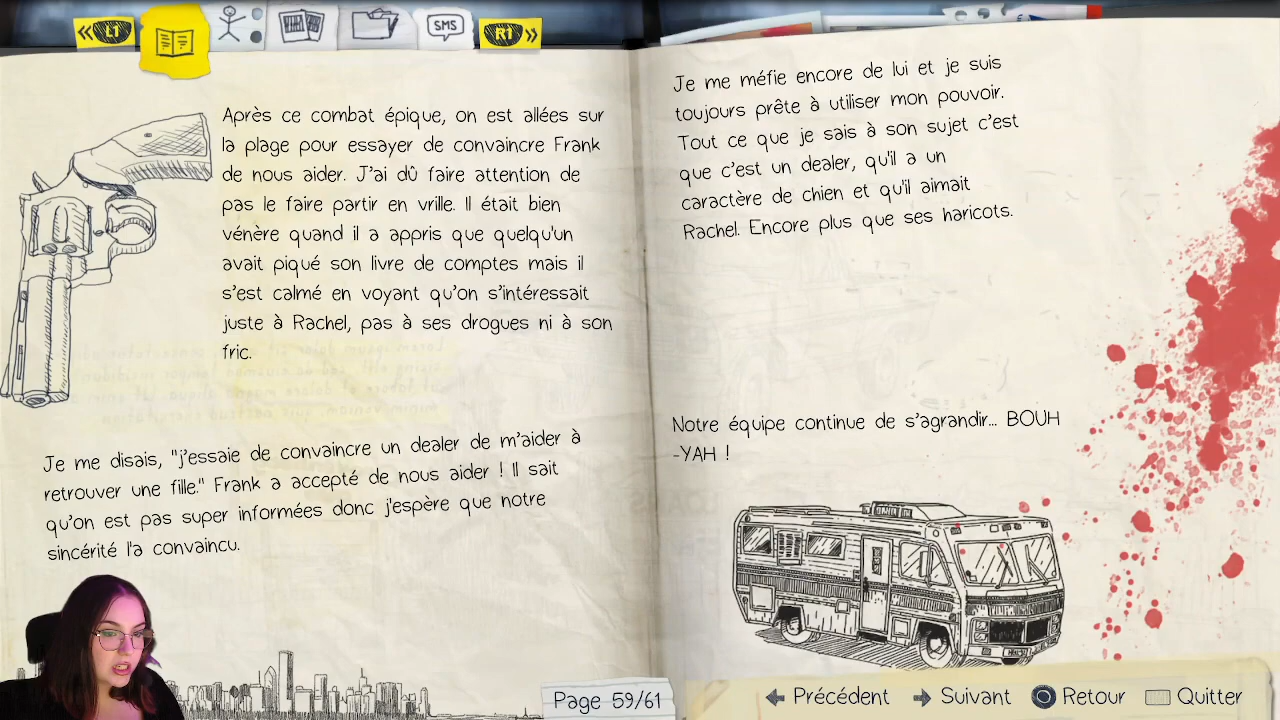 L1
SMS
R1
Après ce combat épique, on est allées sur
la plage pour essayer de convaincre Frank
de nous aider. J'ai dû faire attention de
pas le faire partir en vrille. Il était bien
vénère quand il a appris que quelqu'un
avait piqué son livre de comptes mais il
s'est calmé en voyant qu'on s'intéressait
juste à Rachel, pas à ses drogues ni à son
fric.
Je me disais, "j'essaie de convaincre un dealer de m'aider à
retrouver une fille." Frank a accepté de nous aider ! Il sait
qu'on est pas super informées donc j'espère que notre
sincérité l'a convaincu.
Je me méfie encore de lui et je suis
toujours prête à utiliser mon pouvoir.
Tout ce que je sais à son sujet c'est
que c'est un dealer, qu'il a un
caractère de chien et qu'il aimait
Rachel. Encore plus que ses haricots.
Notre équipe continue de s'agrandir... BOUH
-YAH !
Page 59/61
Précédent
Suivant
Retour
Quitter